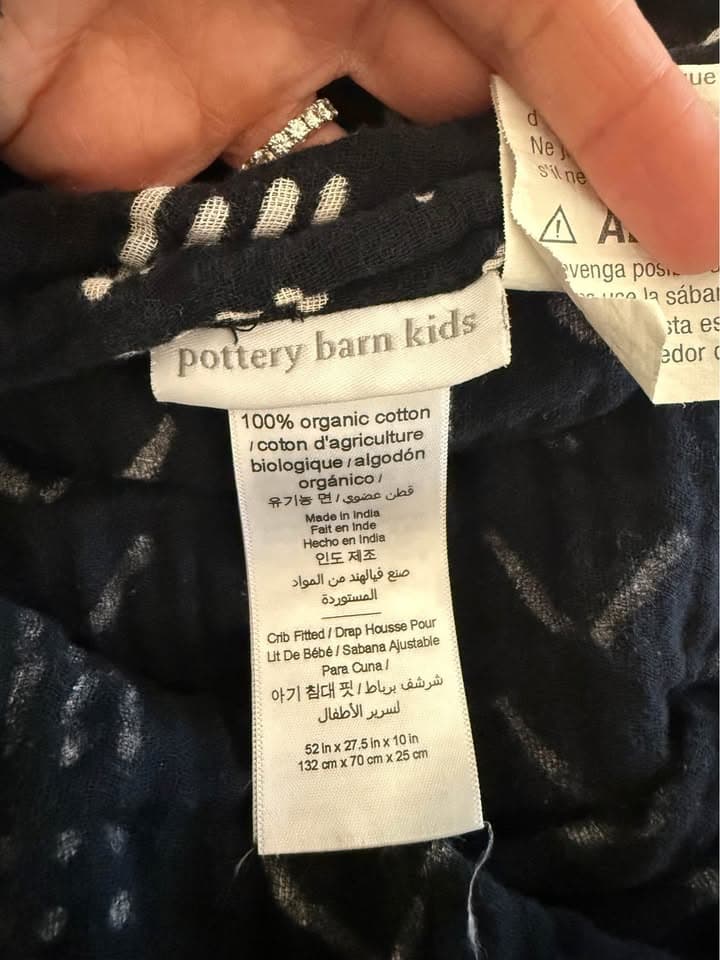 pottery barn kids
100% organic cotton
/ coton d'agriculture
biologique / algodón
orgánico /
유기농 면 / قطن عضوي
Made in India
Fait en Inde
Hecho en India
인도 제조
صنع فيالهند من المواد
المستوردة
Crib Fitted / Drap Housse Pour
Lit De Bébé / Sabana Ajustable
Para Cuna /
아기 침대 핏 / شرشف برباط
لسرير الأطفال
52 in x 27.5 in x 10 in
132 cm x 70 cm x 25 cm
ue
d
Ne
s'il ne
A
evenga posi
la sában
sta es
edor